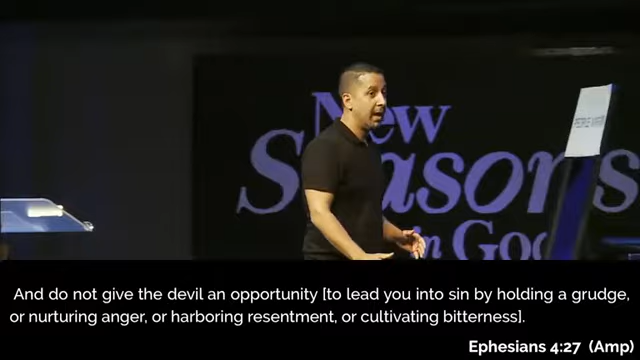 New
Seasons
in God
And do not give the devil an opportunity [to lead you into sin by holding a grudge,
or nurturing anger, or harboring resentment, or cultivating bitterness].
Ephesians 4:27 (Amp)